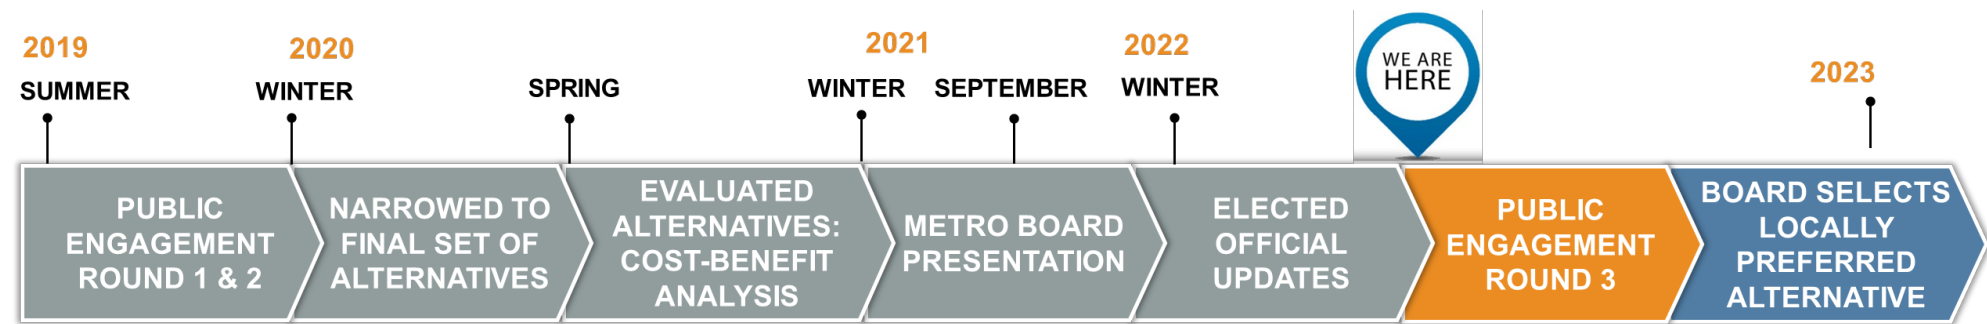 2019
SUMMER
2020
WINTER
SPRING
2021
WINTER
SEPTEMBER
2022
WINTER
WE ARE
HERE
2023
PUBLIC
ENGAGEMENT
ROUND 1 & 2
NARROWED TO
FINAL SET OF
ALTERNATIVES
EVALUATED
ALTERNATIVES:
COST-BENEFIT
ANALYSIS
METRO BOARD
PRESENTATION
ELECTED
OFFICIAL
UPDATES
PUBLIC
ENGAGEMENT
ROUND 3
BOARD SELECTS
LOCALLY
PREFERRED
ALTERNATIVE